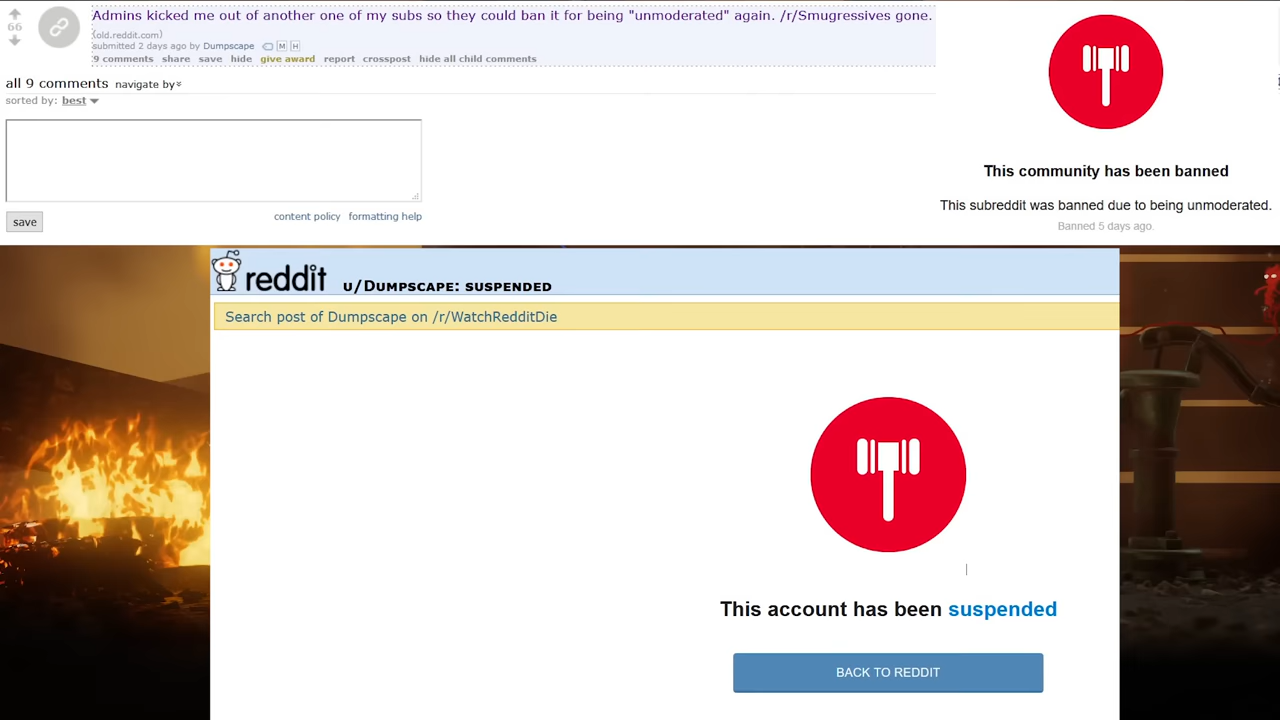 Admins kicked me out of another one of my subs so they could ban it for being "unmoderated" again. /r/Smugressives gone.
66
(old.reddit.com)
submitted 2 days ago by Dumpscape M H
9 comments share save hide give award report crosspost hide all child comments
all 9 comments navigate by
sorted by: best
content policy formatting help
save
This community has been banned
This subreddit was banned due to being unmoderated.
Banned 5 days ago.
reddit u/Dumpscape: suspended
Search post of Dumpscape on /r/WatchRedditDie
This account has been suspended
BACK TO REDDIT